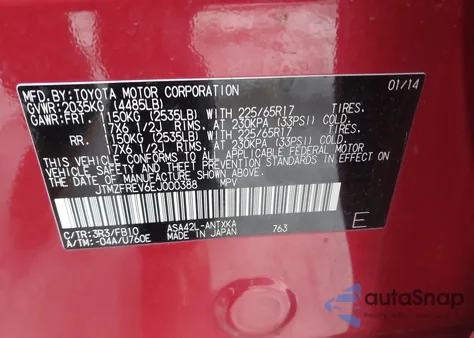 MFD.BY:TOYOTA MOTOR CORPORATION 01/14
GVWR:2035KG (4485LB)
GAWR:FRT. 1150KG (2535LB) WITH 225/65R17 TIRES.
17X6 1/2J RIMS, AT 230KPA (33PSI) COLD.
RR. 1150KG (2535LB) WITH 225/65R17 TIRES.
17X6 1/2J RIMS, AT 230KPA (33PSI) COLD.
THIS VEHICLE CONFORMS TO ALL APPLICABLE FEDERAL MOTOR
VEHICLE SAFETY AND THEFT PREVENTION STANDARDS IN EFFECT
ON THE DATE OF MANUFACTURE SHOWN ABOVE.
JTMZFREV6EJ000388 MPV
C/TR:3R3/FB10 ASA42L-ANTXKA
A/TM:-04A/U760E MADE IN JAPAN 763
E
autoSnap